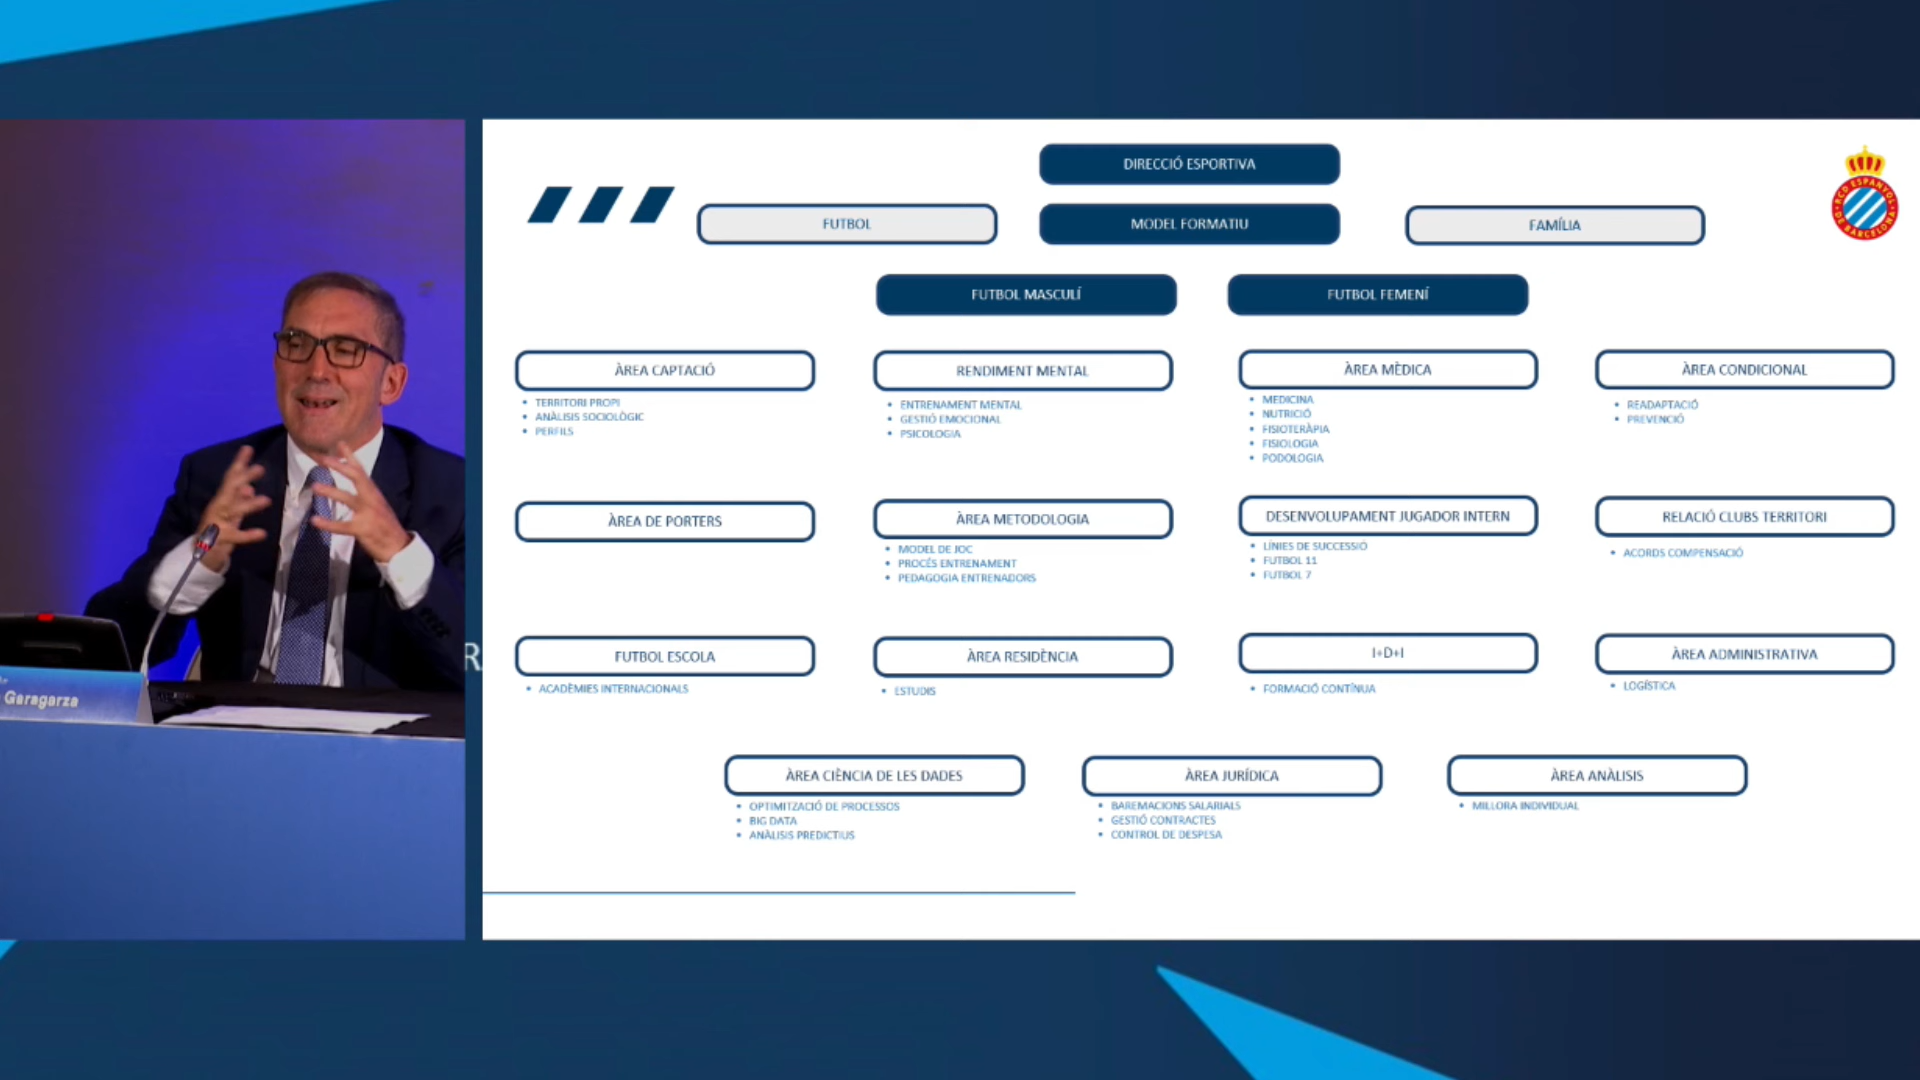 DIRECCIÓ ESPORTIVA
FUTBOL
MODEL FORMATIU
FAMÍLIA
RCD ESPANYOL
DE BARCELONA
FUTBOL MASCULÍ
FUTBOL FEMENÍ
ÀREA CAPTACIÓ
• TERRITORI PROPI
• ANÀLISIS SOCIOLÒGIC
• PERFILS
RENDIMENT MENTAL
• ENTRENAMENT MENTAL
• GESTIÓ EMOCIONAL
• PSICOLOGIA
ÀREA MÈDICA
• MEDICINA
• NUTRICIÓ
• FISIOTERÀPIA
• FISIOLOGIA
• PODOLOGIA
ÀREA CONDICIONAL
• READAPTACIÓ
• PREVENCIÓ
ÀREA DE PORTERS
ÀREA METODOLOGIA
• MODEL DE JOC
• PROCÉS ENTRENAMENT
• PEDAGOGIA ENTRENADORS
DESENVOLUPAMENT JUGADOR INTERN
• LÍNIES DE SUCCESSIÓ
• FUTBOL 11
• FUTBOL 7
RELACIÓ CLUBS TERRITORI
• ACORDS COMPENSACIÓ
FUTBOL ESCOLA
• ACADÈMIES INTERNACIONALS
ÀREA RESIDÈNCIA
• ESTUDIS
I+D+I
• FORMACIÓ CONTÍNUA
ÀREA ADMINISTRATIVA
• LOGÍSTICA
ÀREA CIÈNCIA DE LES DADES
• OPTIMITZACIÓ DE PROCESSOS
• BIG DATA
• ANÀLISIS PREDICTIUS
ÀREA JURÍDICA
• BAREMACIONS SALARIALS
• GESTIÓ CONTRACTES
• CONTROL DE DESPESA
ÀREA ANÀLISIS
• MILLORA INDIVIDUAL
R
Garagarza